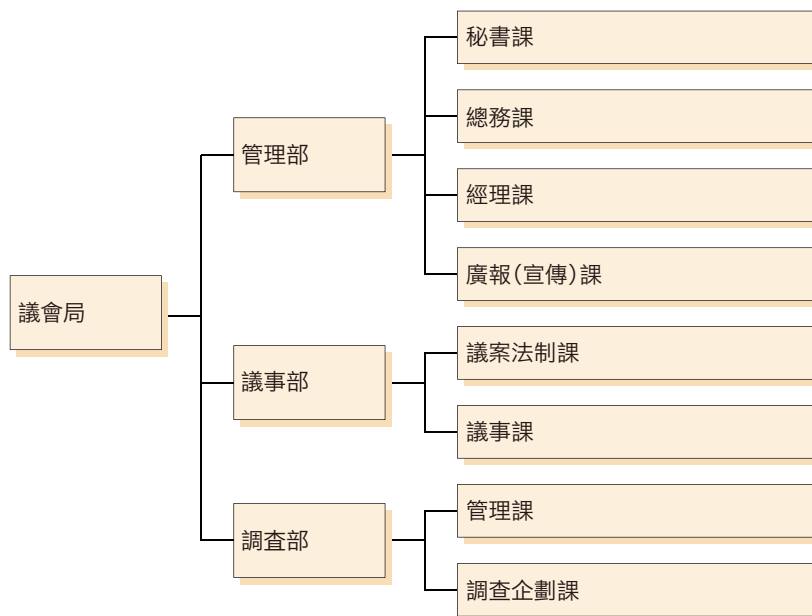 議會局
管理部
秘書課
總務課
經理課
廣報(宣傳)課
議事部
議案法制課
議事課
調査部
管理課
調查企劃課